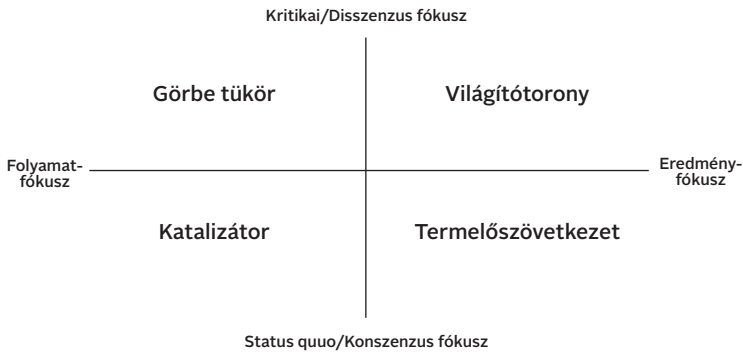 Kritikai/Disszenzus fókusz
Görbe tükör
Világítótorony
Folyamat-
fókusz
Eredmény-
fókusz
Katalizátor
Termelőszövetkezet
Status quuo/Konszenzus fókusz